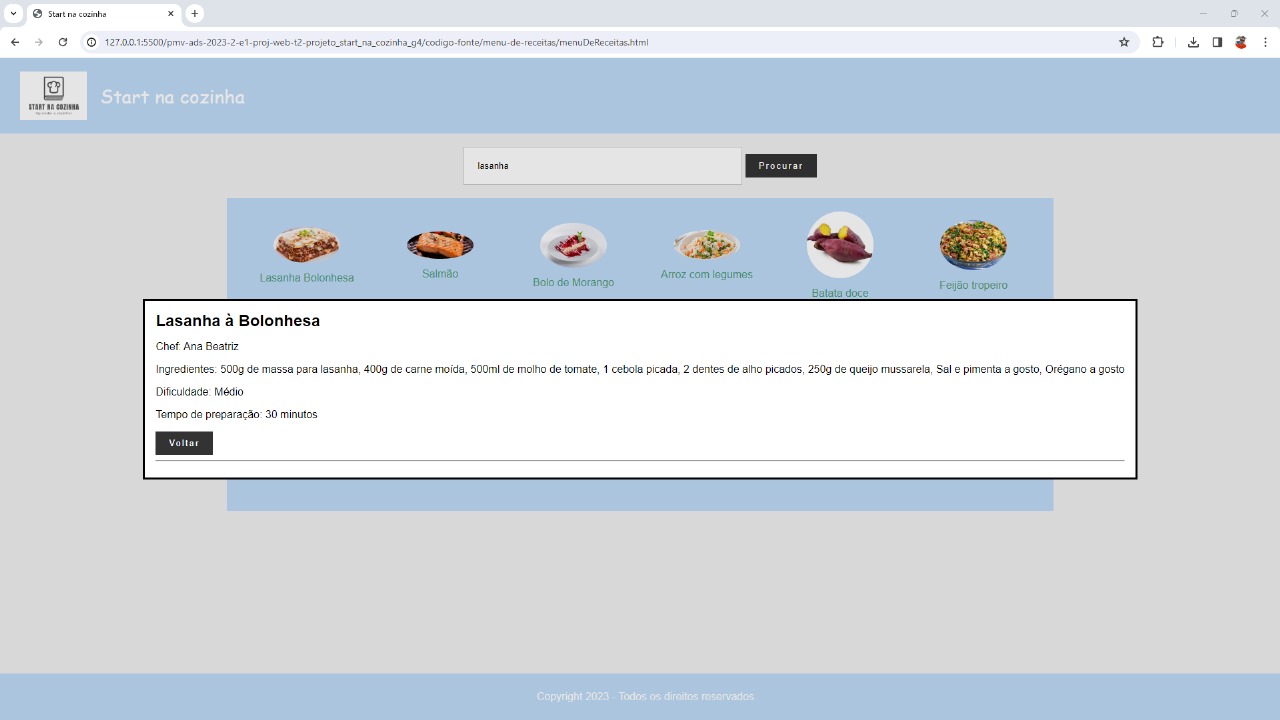 Start na cozinha
127.0.0.1:5500/pmv-ads-2023-2-e1-proj-web-t2-projeto_start_na_cozinha_g4/codigo-fente/menu-de-receitas/menuDeReceitas.html
START NA COZINHA
Start na cozinha
lasanha
Procurar
Lasanha Bolonhesa
Salmão
Bolo de Morango
Arroz com legumes
Batata doce
Feijão tropeiro
Lasanha à Bolonhesa
Chef: Ana Beatriz
Ingredientes: 500g de massa para lasanha, 400g de carne moída, 500ml de molho de tomate, 1 cebola picada, 2 dentes de alho picados, 250g de queijo mussarela, Sal e pimenta a gosto, Orégano a gosto
Dificuldade: Médio
Tempo de preparação: 30 minutos
Voltar
Copyright 2023 - Todos os direitos reservados